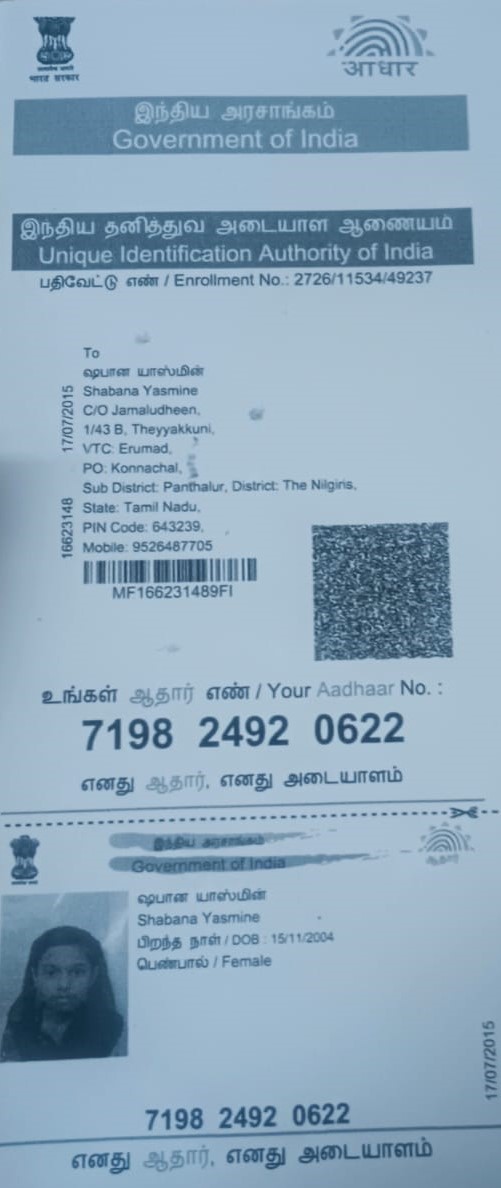 भारत सरकार
आधार
இந்திய அரசாங்கம்
Government of India
இந்திய தனித்துவ அடையாள ஆணையம்
Unique Identification Authority of India
பதிவேட்டு எண் / Enrollment No.: 2726/11534/49237
To
ஷபானா யாஸ்மின்
Shabana Yasmine
C/O Jamaludheen,
1/43 B, Theyyakkuni,
VTC: Erumad,
PO: Konnachal,
Sub District: Panthalur, District: The Nilgiris,
State: Tamil Nadu,
PIN Code: 643239,
Mobile: 9526487705
17/07/2015
16623148
MF166231489FI
உங்கள் ஆதார் எண் / Your Aadhaar No. :
7198 2492 0622
எனது ஆதார், எனது அடையாளம்
இந்திய அரசாங்கம்
Government of India
ஆதார்
ஷபானா யாஸ்மின்
Shabana Yasmine
பிறந்த நாள் / DOB : 15/11/2004
பெண்பால் / Female
17/07/2015
7198 2492 0622
எனது ஆதார், எனது அடையாளம்